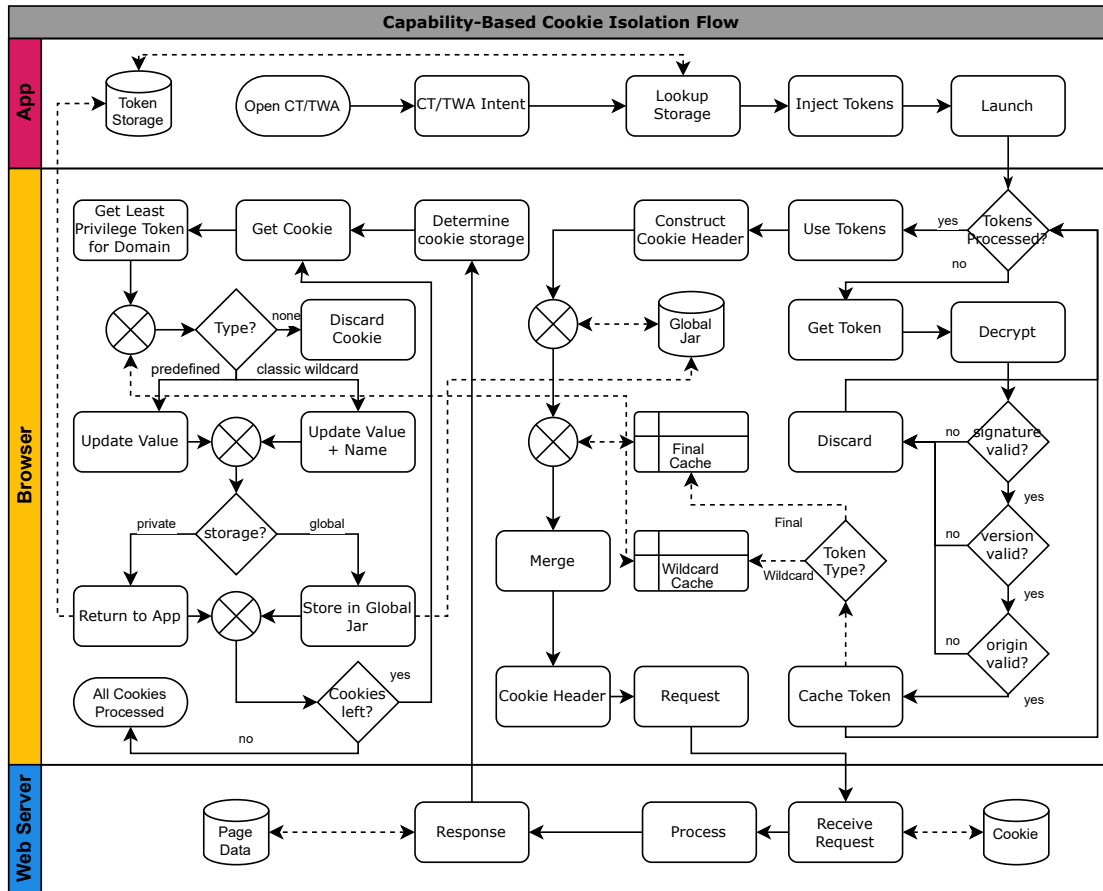 Capability-Based Cookie Isolation Flow
App
Token
Storage
Open CT/TWA
CT/TWA Intent
Lookup
Storage
Inject Tokens
Launch
Browser
Get Least
Privilege Token
for Domain
Get Cookie
Determine
cookie storage
Construct
Cookie Header
Use Tokens
yes
Tokens
Processed?
no
Type?
none
Discard
Cookie
Global
Jar
Get Token
Decrypt
predefined
classic wildcard
Update Value
Update Value
+ Name
Final
Cache
Discard
no
signature
valid?
yes
private
storage?
global
Final
Merge
Wildcard
Cache
Wildcard
Token
Type?
no
version
valid?
yes
Return to App
Store in Global
Jar
no
origin
valid?
yes
All Cookies
Processed
Cookies
left?
yes
no
Cookie Header
Request
Cache Token
Web Server
Page
Data
Response
Process
Receive
Request
Cookie